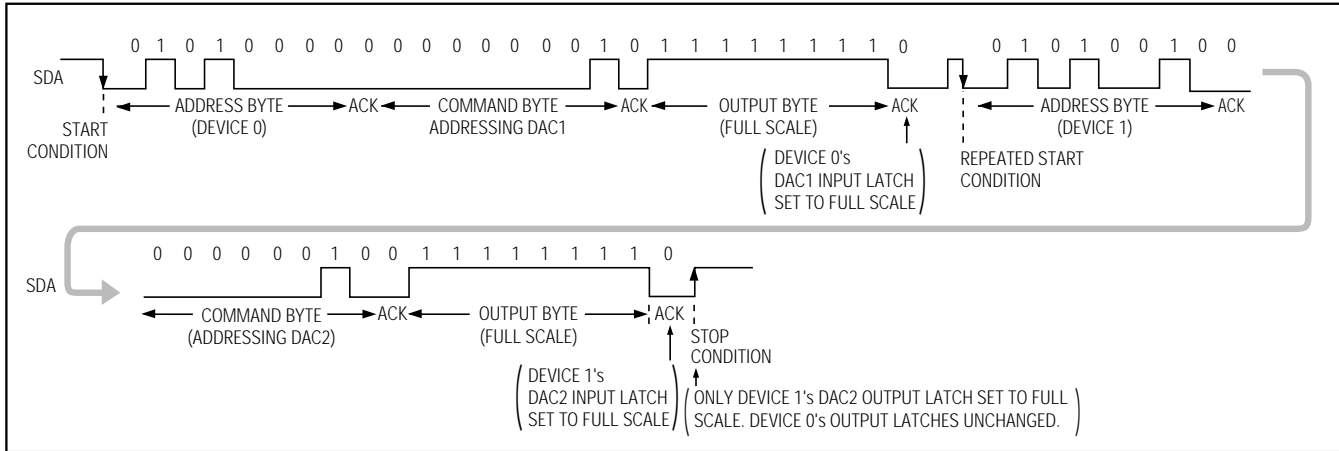 0 1 0 1 0 0 0 0 0 0 0 0 0 0 0 0 1 0 1 1 1 1 1 1 1 1 0 0 1 0 1 0 0 1 0 0
SDA
ADDRESS BYTE ACK COMMAND BYTE ACK OUTPUT BYTE ACK ADDRESS BYTE ACK
(DEVICE 0) ADDRESSING DAC1 (FULL SCALE) (DEVICE 1)
START
CONDITION
(DEVICE 0's
DAC1 INPUT LATCH
SET TO FULL SCALE)
REPEATED START
CONDITION
0 0 0 0 0 0 1 0 0 1 1 1 1 1 1 1 1 0
SDA
COMMAND BYTE ACK OUTPUT BYTE ACK
(ADDRESSING DAC2) (FULL SCALE)
STOP
CONDITION
(DEVICE 1's
DAC2 INPUT LATCH
SET TO FULL SCALE)
(ONLY DEVICE 1's DAC2 OUTPUT LATCH SET TO FULL
SCALE. DEVICE 0's OUTPUT LATCHES UNCHANGED.)